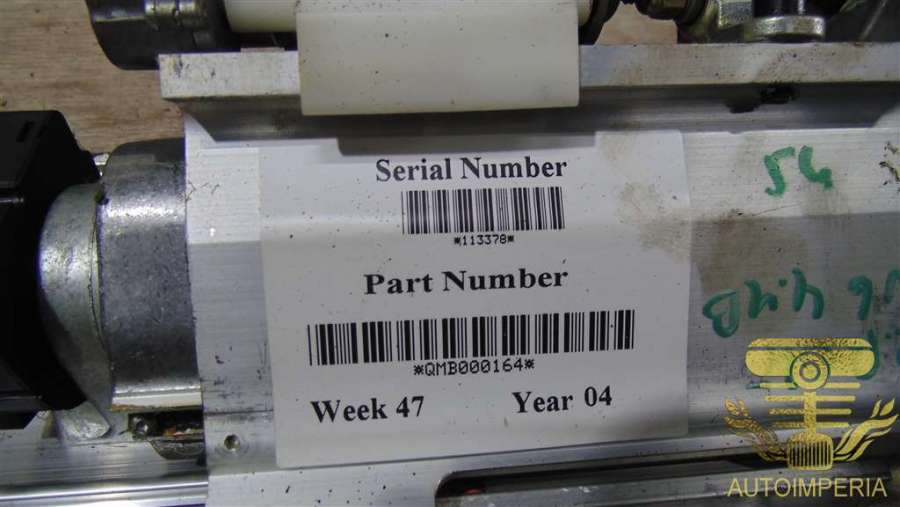 Serial Number
*113378*
Part Number
*QMB000164*
Week 47 Year 04
54
AUTOIMPERIA